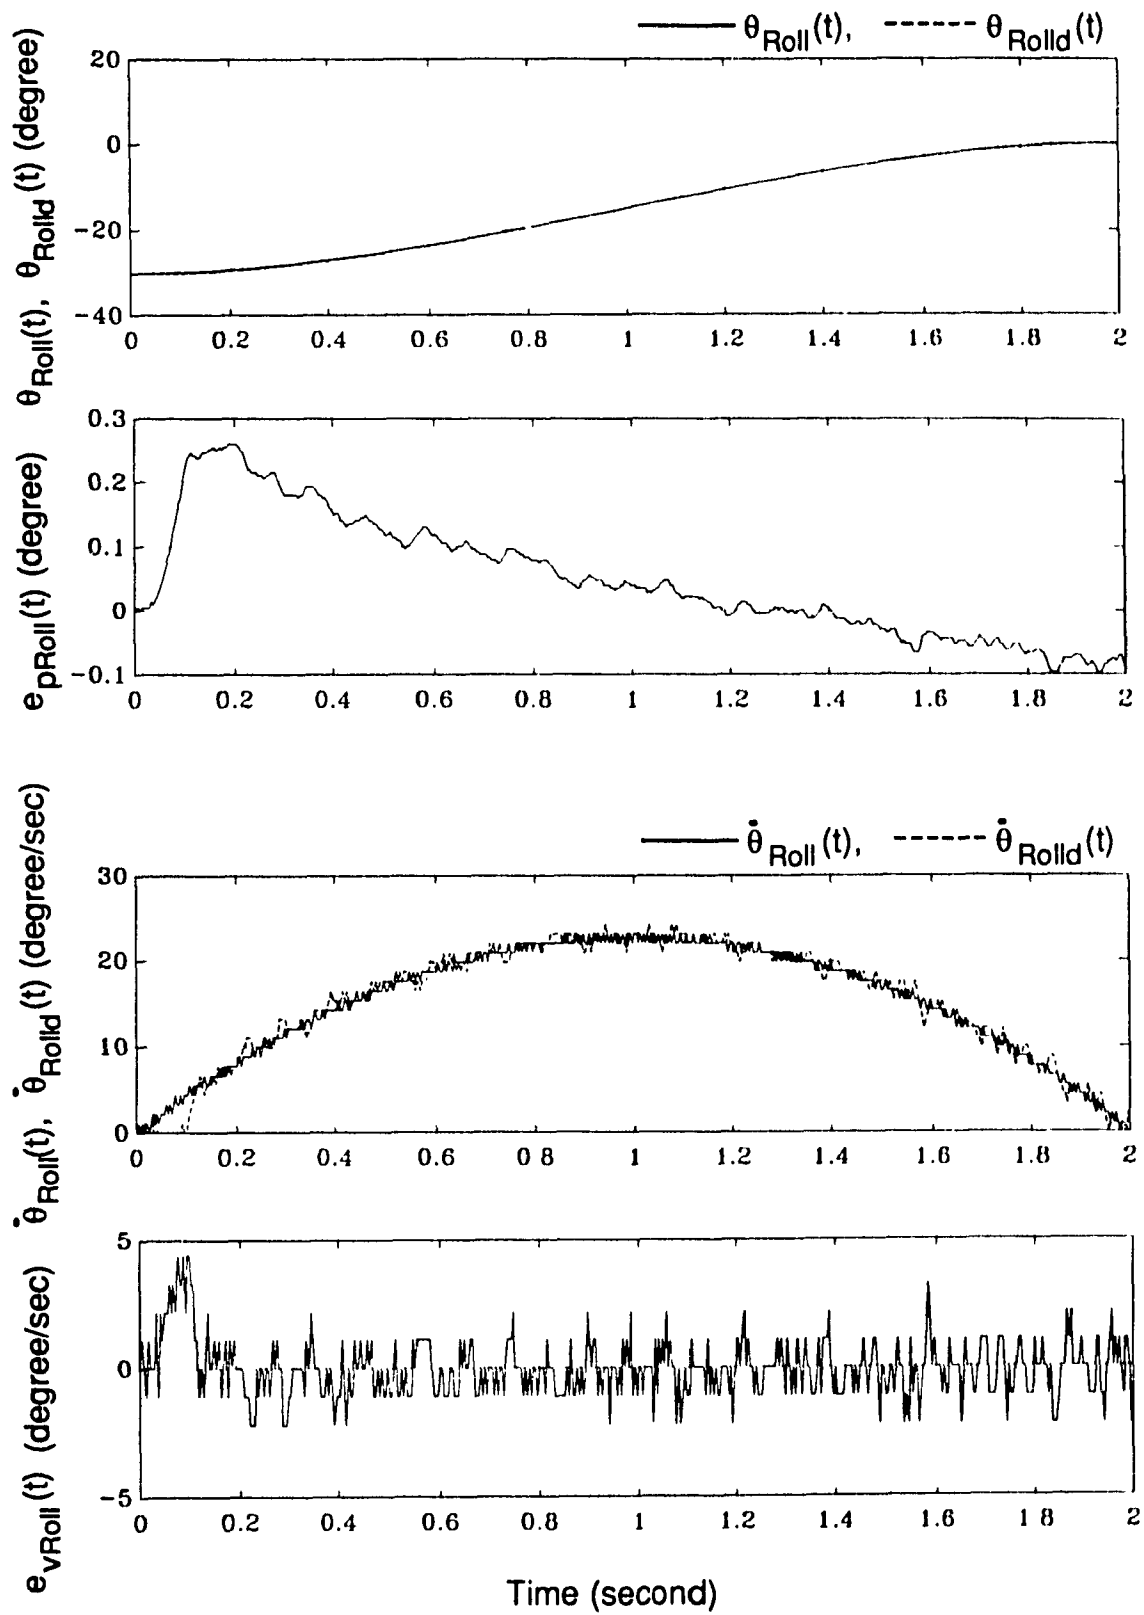 θRoll(t), θRolld(t)
θRoll(t), θRolld(t) (degree)
20
0
−20
−40
0 0.2 0.4 0.6 0.8 1 1.2 1.4 1.6 1.8 2
epRoll(t) (degree)
0.3
0.2
0.1
0
−0.1
0 0.2 0.4 0.6 0.8 1 1.2 1.4 1.6 1.8 2
θ̇Roll(t), θ̇Rolld(t)
θ̇Roll(t), θ̇Rolld(t) (degree/sec)
30
20
10
0
0 0.2 0.4 0.6 0 8 1 1.2 1.4 1.6 1.8 2
evRoll(t) (degree/sec)
5
0
−5
0 0.2 0.4 0.6 0.8 1 1.2 1.4 1.6 1 8 2
Time (second)